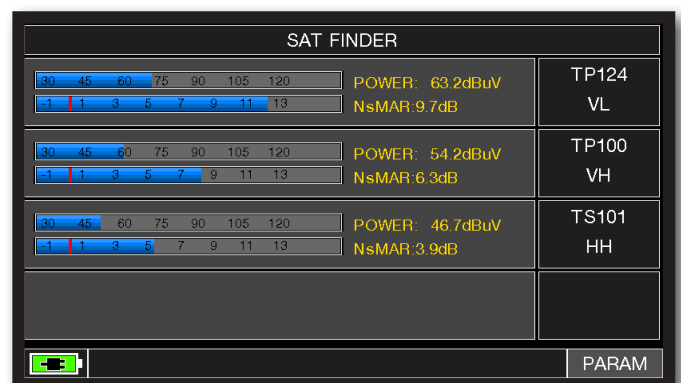 SAT FINDER
30 45 60 75 90 105 120
POWER: 63.2dBuV
TP124
-1 1 3 5 7 9 11 13
NsMAR:9.7dB
VL
30 45 60 75 90 105 120
POWER: 54.2dBuV
TP100
-1 1 3 5 7 9 11 13
NsMAR:6.3dB
VH
30 45 60 75 90 105 120
POWER: 46.7dBuV
TS101
-1 1 3 5 7 9 11 13
NsMAR:3.9dB
HH
PARAM